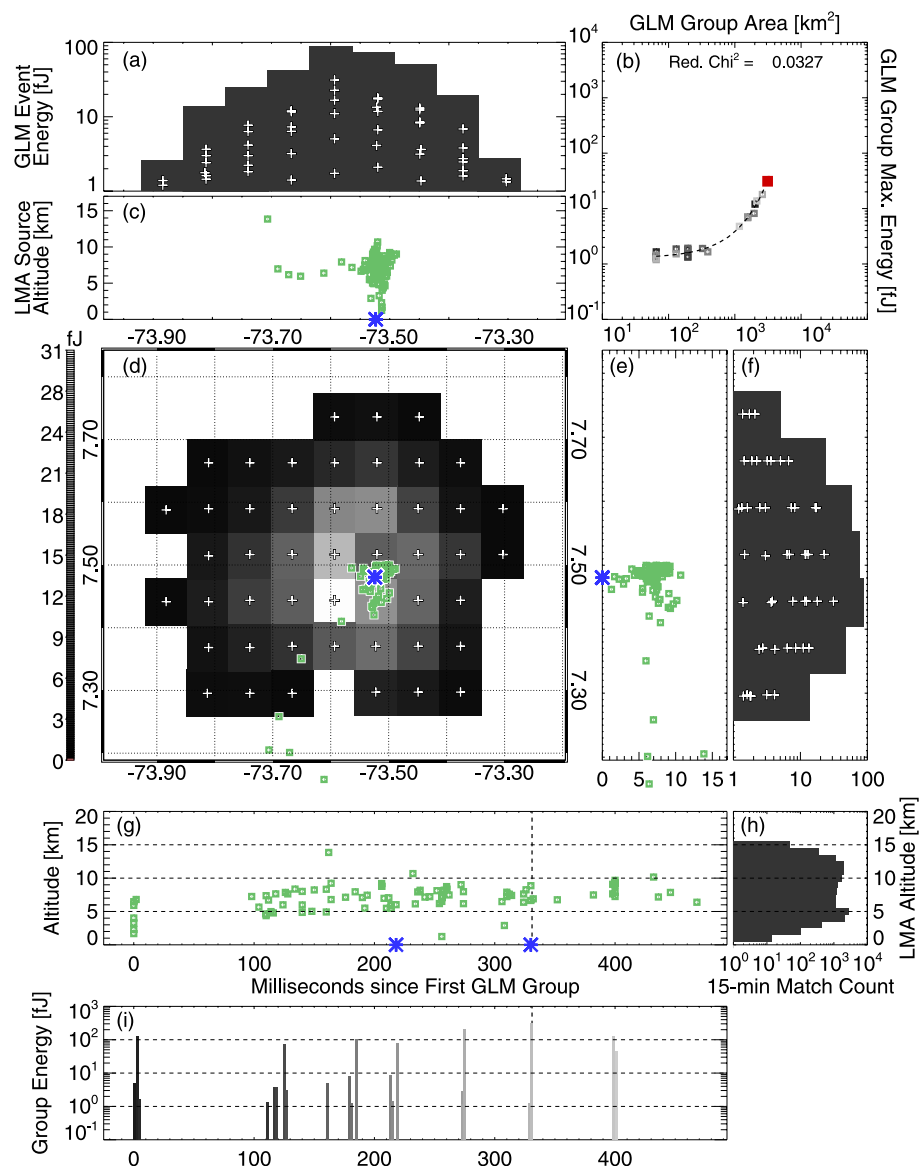 GLM Group Area [km²]
(a)
100
10
1
GLM Event
Energy [fJ]
(b)
Red. Chi² = 0.0327
10⁴
10³
10²
10¹
10⁰
10⁻¹
GLM Group Max. Energy [fJ]
10¹ 10² 10³ 10⁴
(c)
15
10
5
0
LMA Source
Altitude [km]
-73.90 -73.70 -73.50 -73.30
fJ
31
28
25
22
18
15
12
9
6
3
0
(d)
7.70
7.50
7.30
7.70
7.50
7.30
-73.90 -73.70 -73.50 -73.30
(e)
0 5 10 15
(f)
7.70
7.50
7.30
1 10 100
(g)
20
15
10
5
0
Altitude [km]
0 100 200 300 400
Milliseconds since First GLM Group
(h)
20
15
10
5
0
LMA Altitude [km]
10⁰ 10¹ 10² 10³ 10⁴
15-min Match Count
(i)
10³
10²
10¹
10⁰
10⁻¹
Group Energy [fJ]
0 100 200 300 400